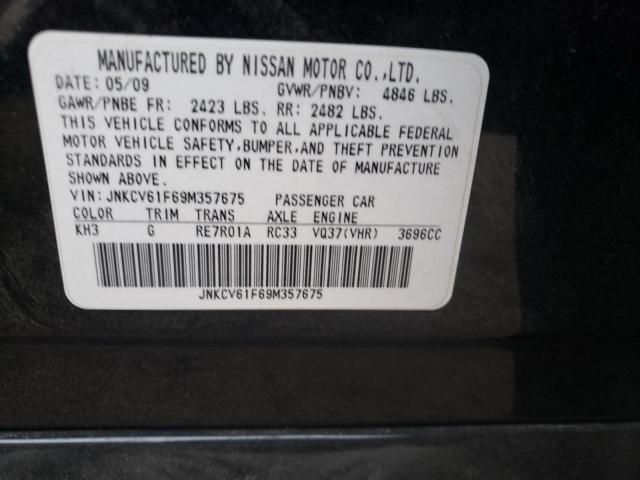 MANUFACTURED BY NISSAN MOTOR CO.,LTD.
DATE: 05/09 GVWR/PNBV: 4846 LBS.
GAWR/PNBE FR: 2423 LBS. RR: 2482 LBS.
THIS VEHICLE CONFORMS TO ALL APPLICABLE FEDERAL
MOTOR VEHICLE SAFETY,BUMPER,AND THEFT PREVENTION
STANDARDS IN EFFECT ON THE DATE OF MANUFACTURE
SHOWN ABOVE.
VIN: JNKCV61F69M357675 PASSENGER CAR
COLOR TRIM TRANS AXLE ENGINE
KH3 G RE7R01A RC33 VQ37(VHR) 3696CC
JNKCV61F69M357675